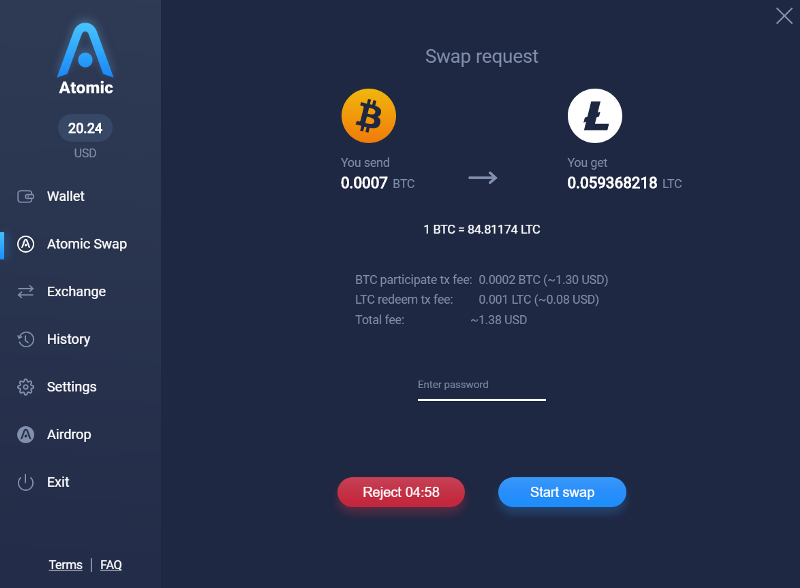 Atomic
20.24
USD
Wallet
Atomic Swap
Exchange
History
Settings
Airdrop
Exit
Terms | FAQ
Swap request
You send
0.0007 BTC
You get
0.059368218 LTC
1 BTC = 84.81174 LTC
BTC participate tx fee: 0.0002 BTC (~1.30 USD)
LTC redeem tx fee: 0.001 LTC (~0.08 USD)
Total fee: ~1.38 USD
Enter password
Reject 04:58
Start swap